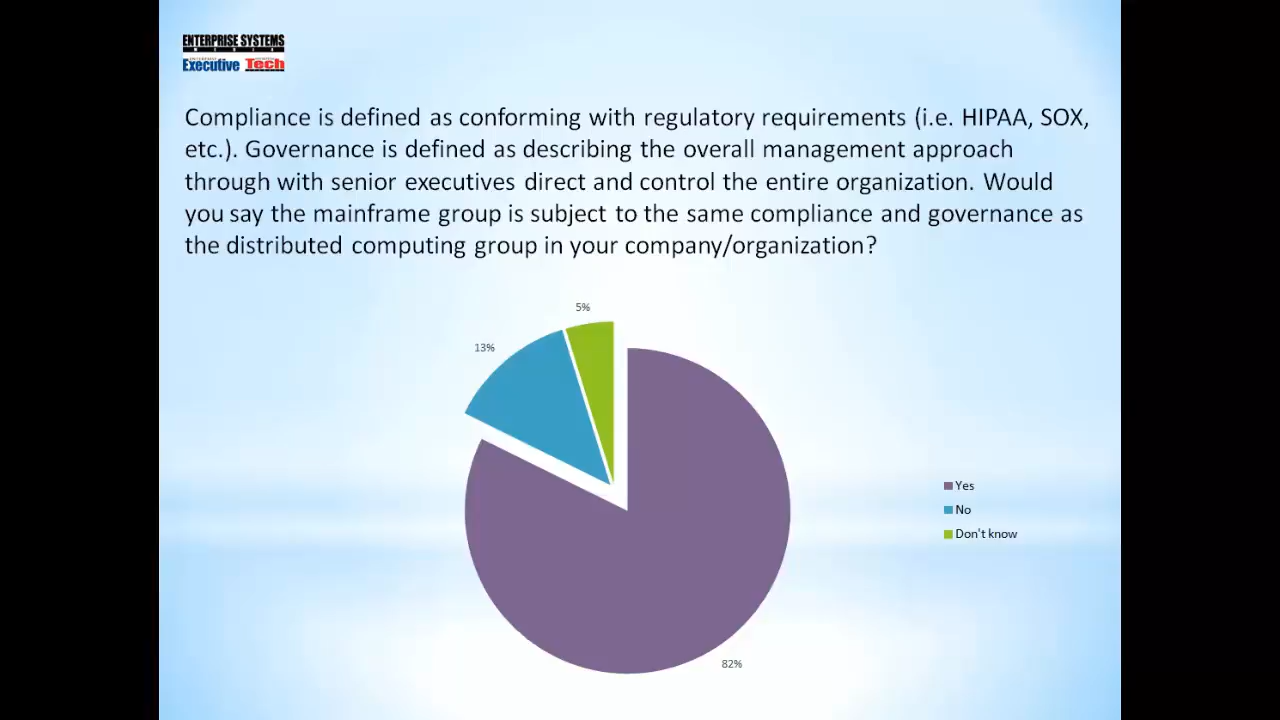 ENTERPRISE SYSTEMS
MEDIA
Executive Tech
Compliance is defined as conforming with regulatory requirements (i.e. HIPAA, SOX,
etc.). Governance is defined as describing the overall management approach
through with senior executives direct and control the entire organization. Would
you say the mainframe group is subject to the same compliance and governance as
the distributed computing group in your company/organization?
5%
13%
Yes
No
Don't know
82%